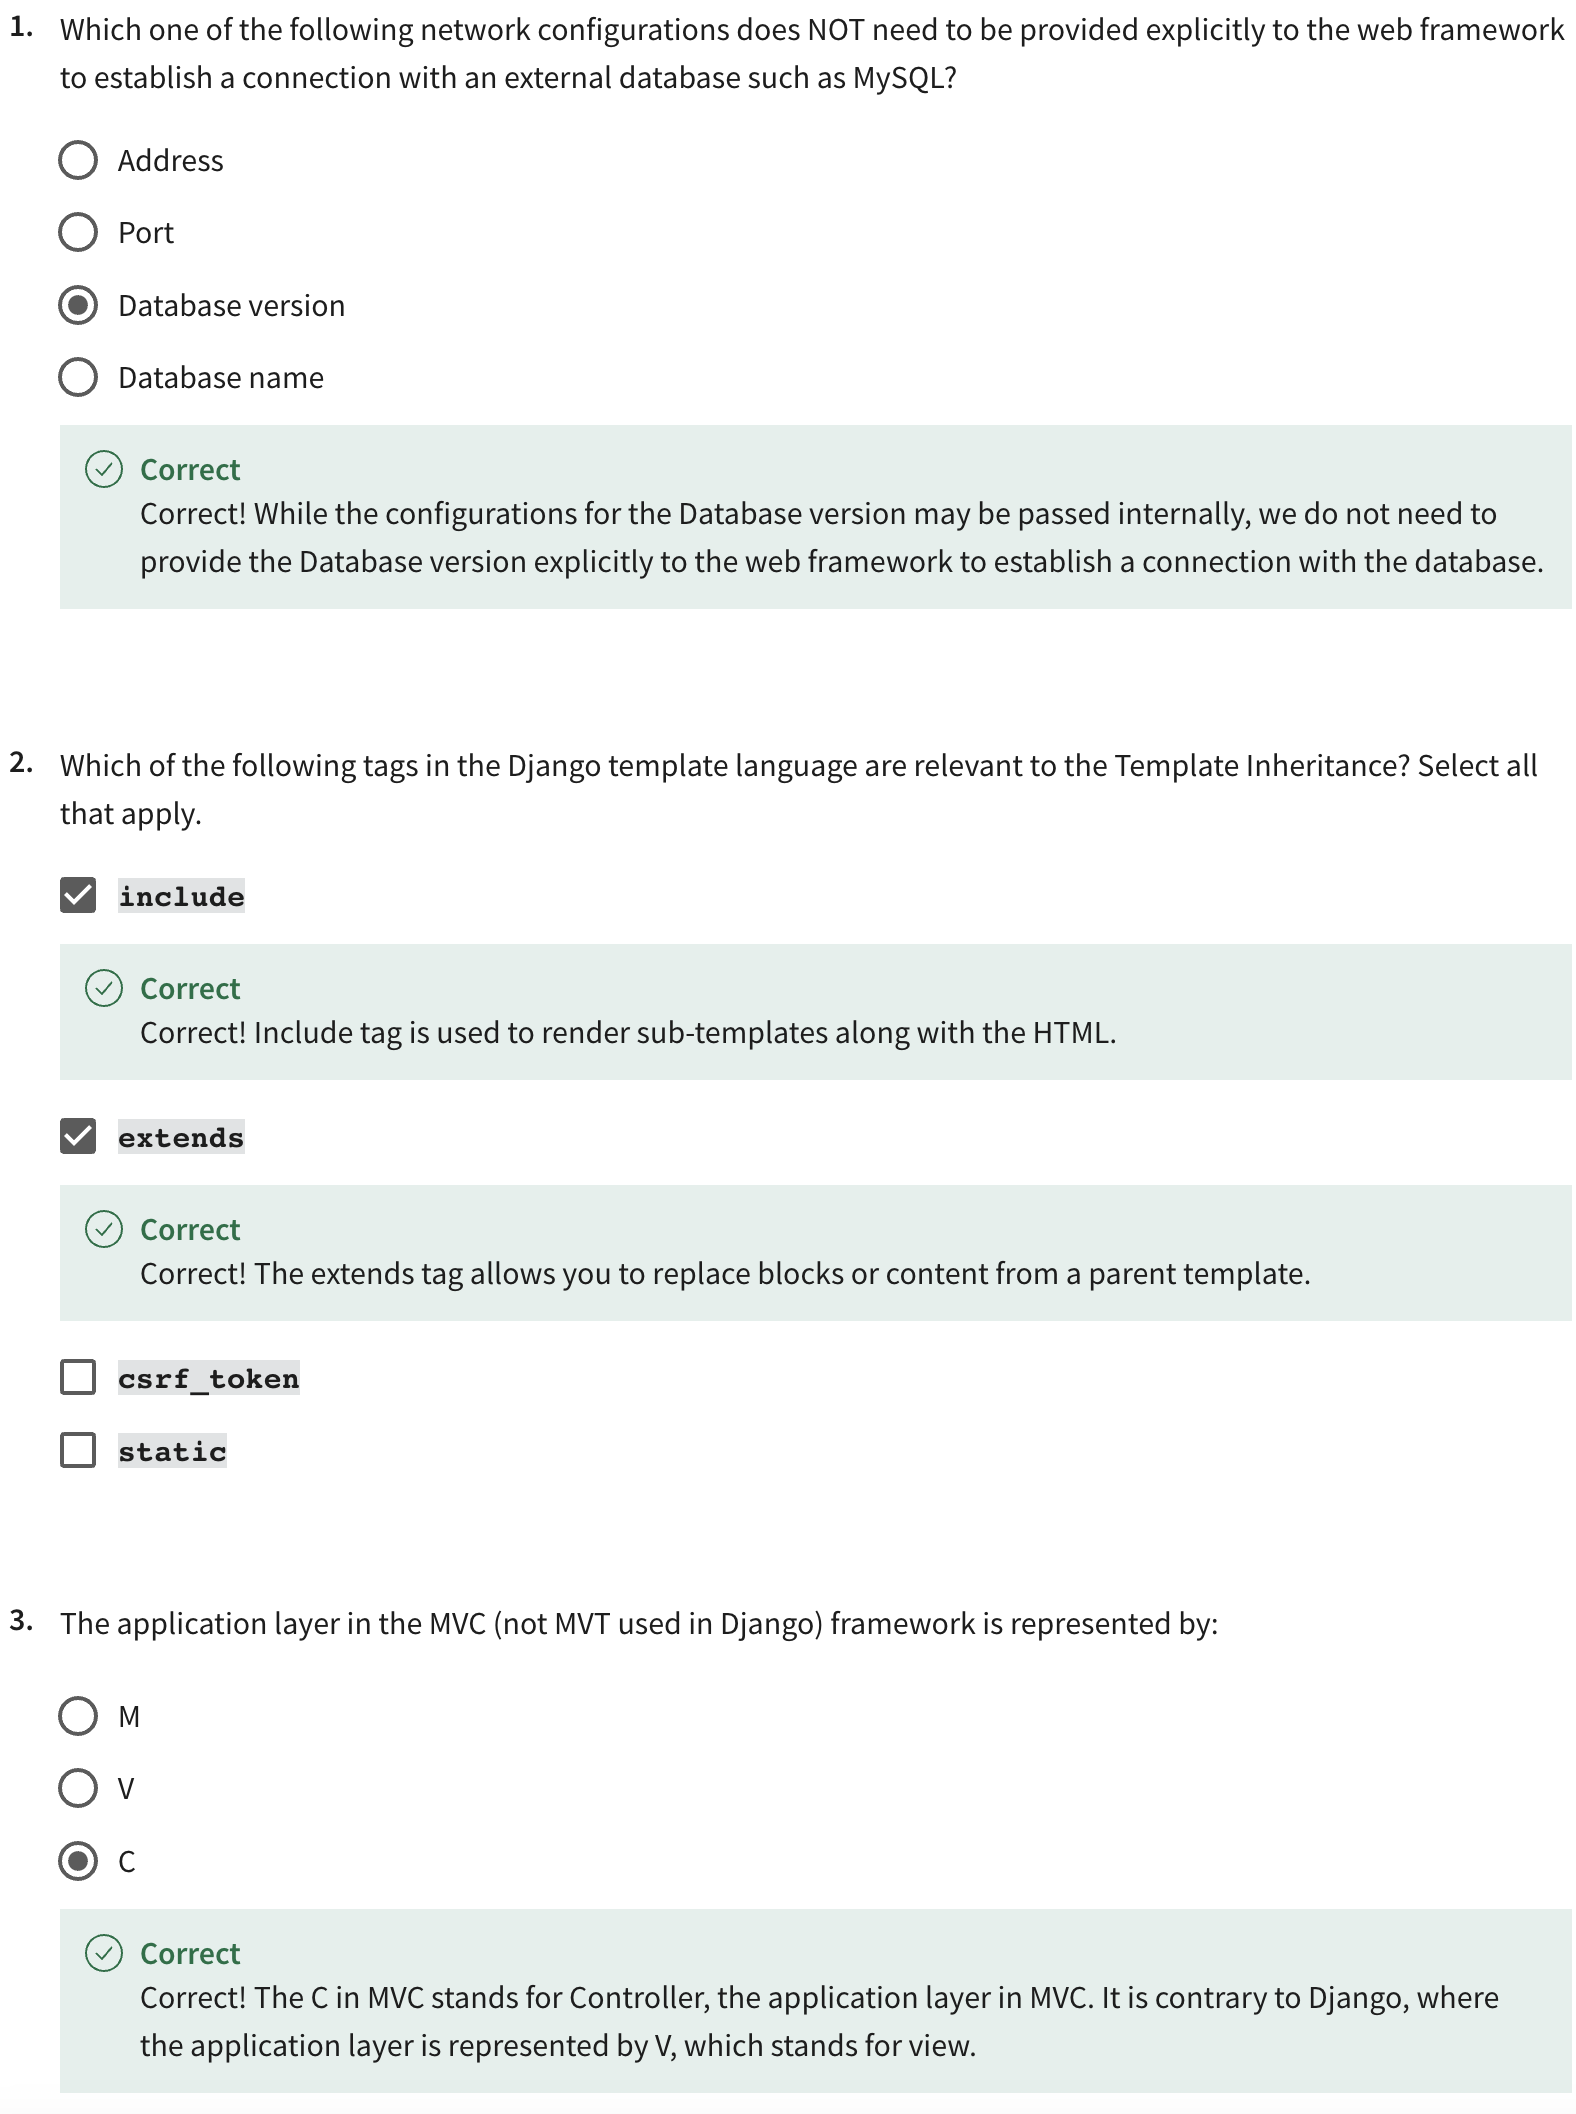 1. Which one of the following network configurations does NOT need to be provided explicitly to the web framework
to establish a connection with an external database such as MySQL?
Address
Port
Database version
Database name
Correct
Correct! While the configurations for the Database version may be passed internally, we do not need to
provide the Database version explicitly to the web framework to establish a connection with the database.
2. Which of the following tags in the Django template language are relevant to the Template Inheritance? Select all
that apply.
include
Correct
Correct! Include tag is used to render sub-templates along with the HTML.
extends
Correct
Correct! The extends tag allows you to replace blocks or content from a parent template.
csrf_token
static
3. The application layer in the MVC (not MVT used in Django) framework is represented by:
M
V
C
Correct
Correct! The C in MVC stands for Controller, the application layer in MVC. It is contrary to Django, where
the application layer is represented by V, which stands for view.